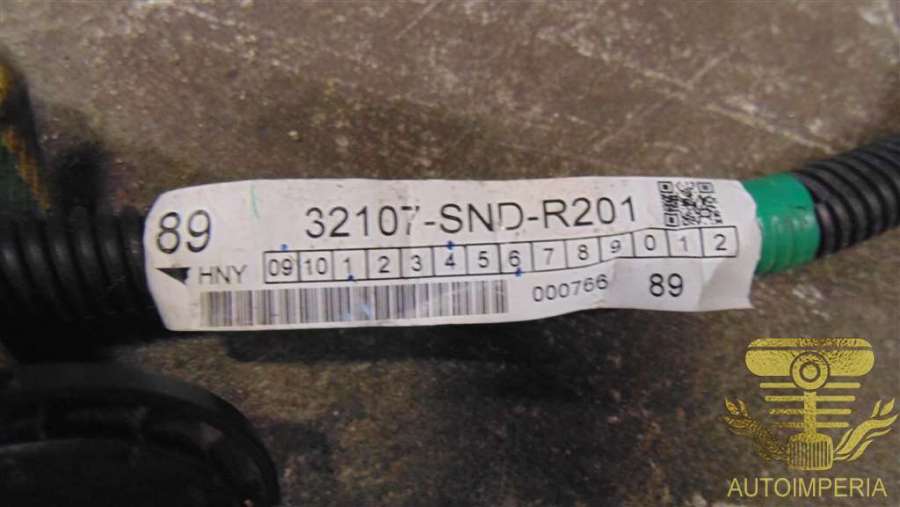 89 32107-SND-R201
HNY 09 10 1 2 3 4 5 6 7 8 9 0 1 2
000766 89
AUTOIMPERIA